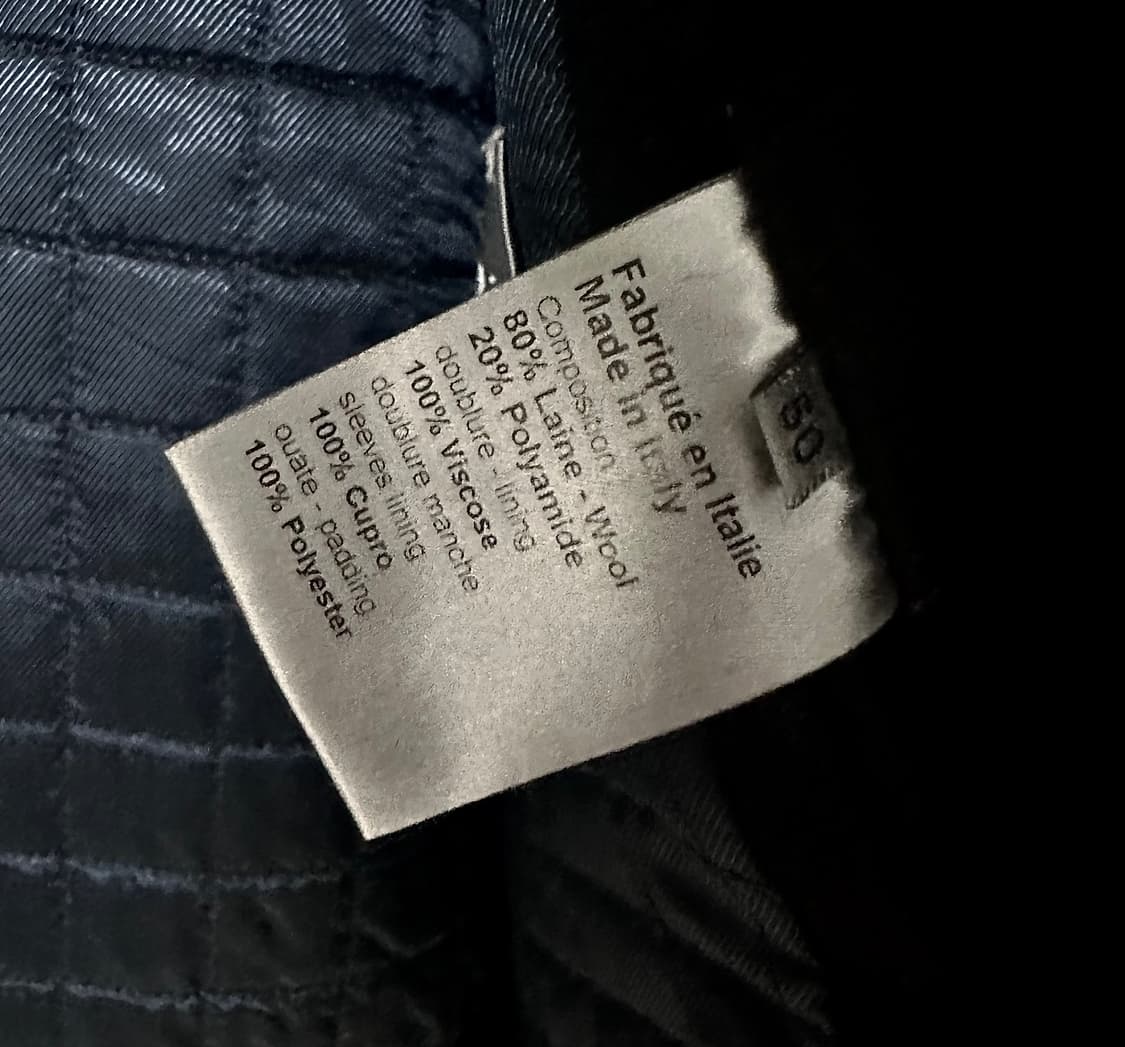 Fabriqué en Italie
Made in Italy
Composition
80% Laine - Wool
20% Polyamide
doublure - lining
100% Viscose
doublure manche
sleeves lining
100% Cupro
ouate - padding
100% Polyester